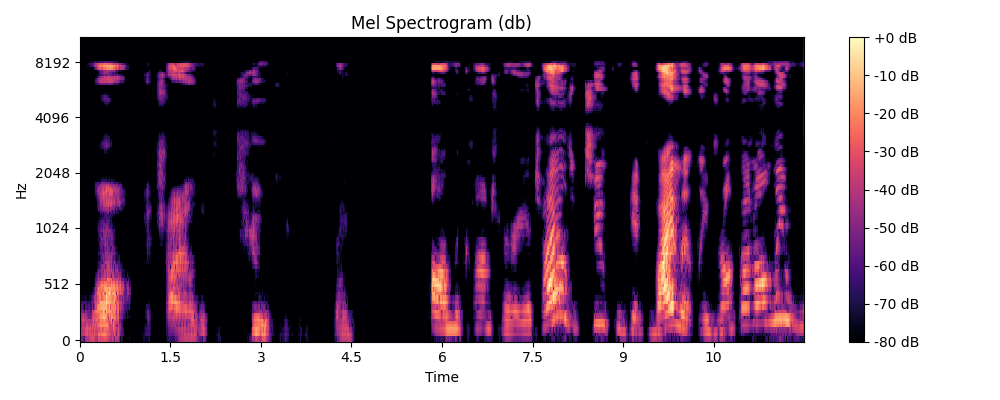 Mel Spectrogram (db)
8192
4096
2048
1024
512
0
Hz
0 1.5 3 4.5 6 7.5 9 10
Time
+0 dB
-10 dB
-20 dB
-30 dB
-40 dB
-50 dB
-60 dB
-70 dB
-80 dB